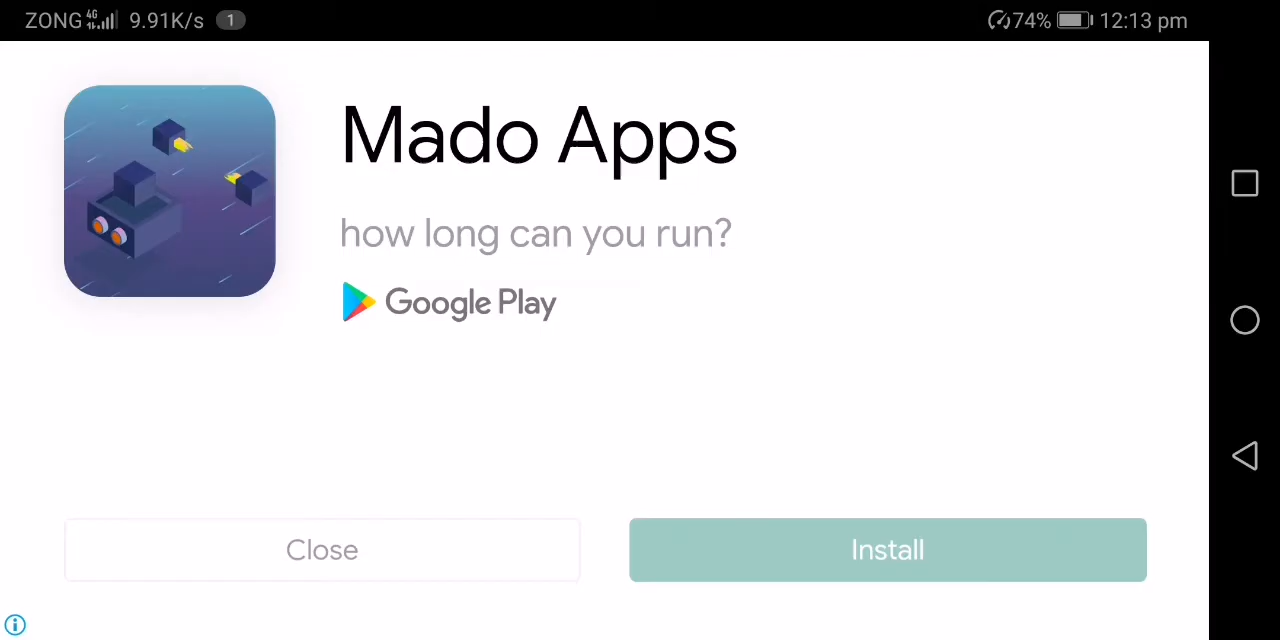 ZONG 4G 9.91K/s 1 74% 12:13 pm
Mado Apps
how long can you run?
Google Play
Close Install